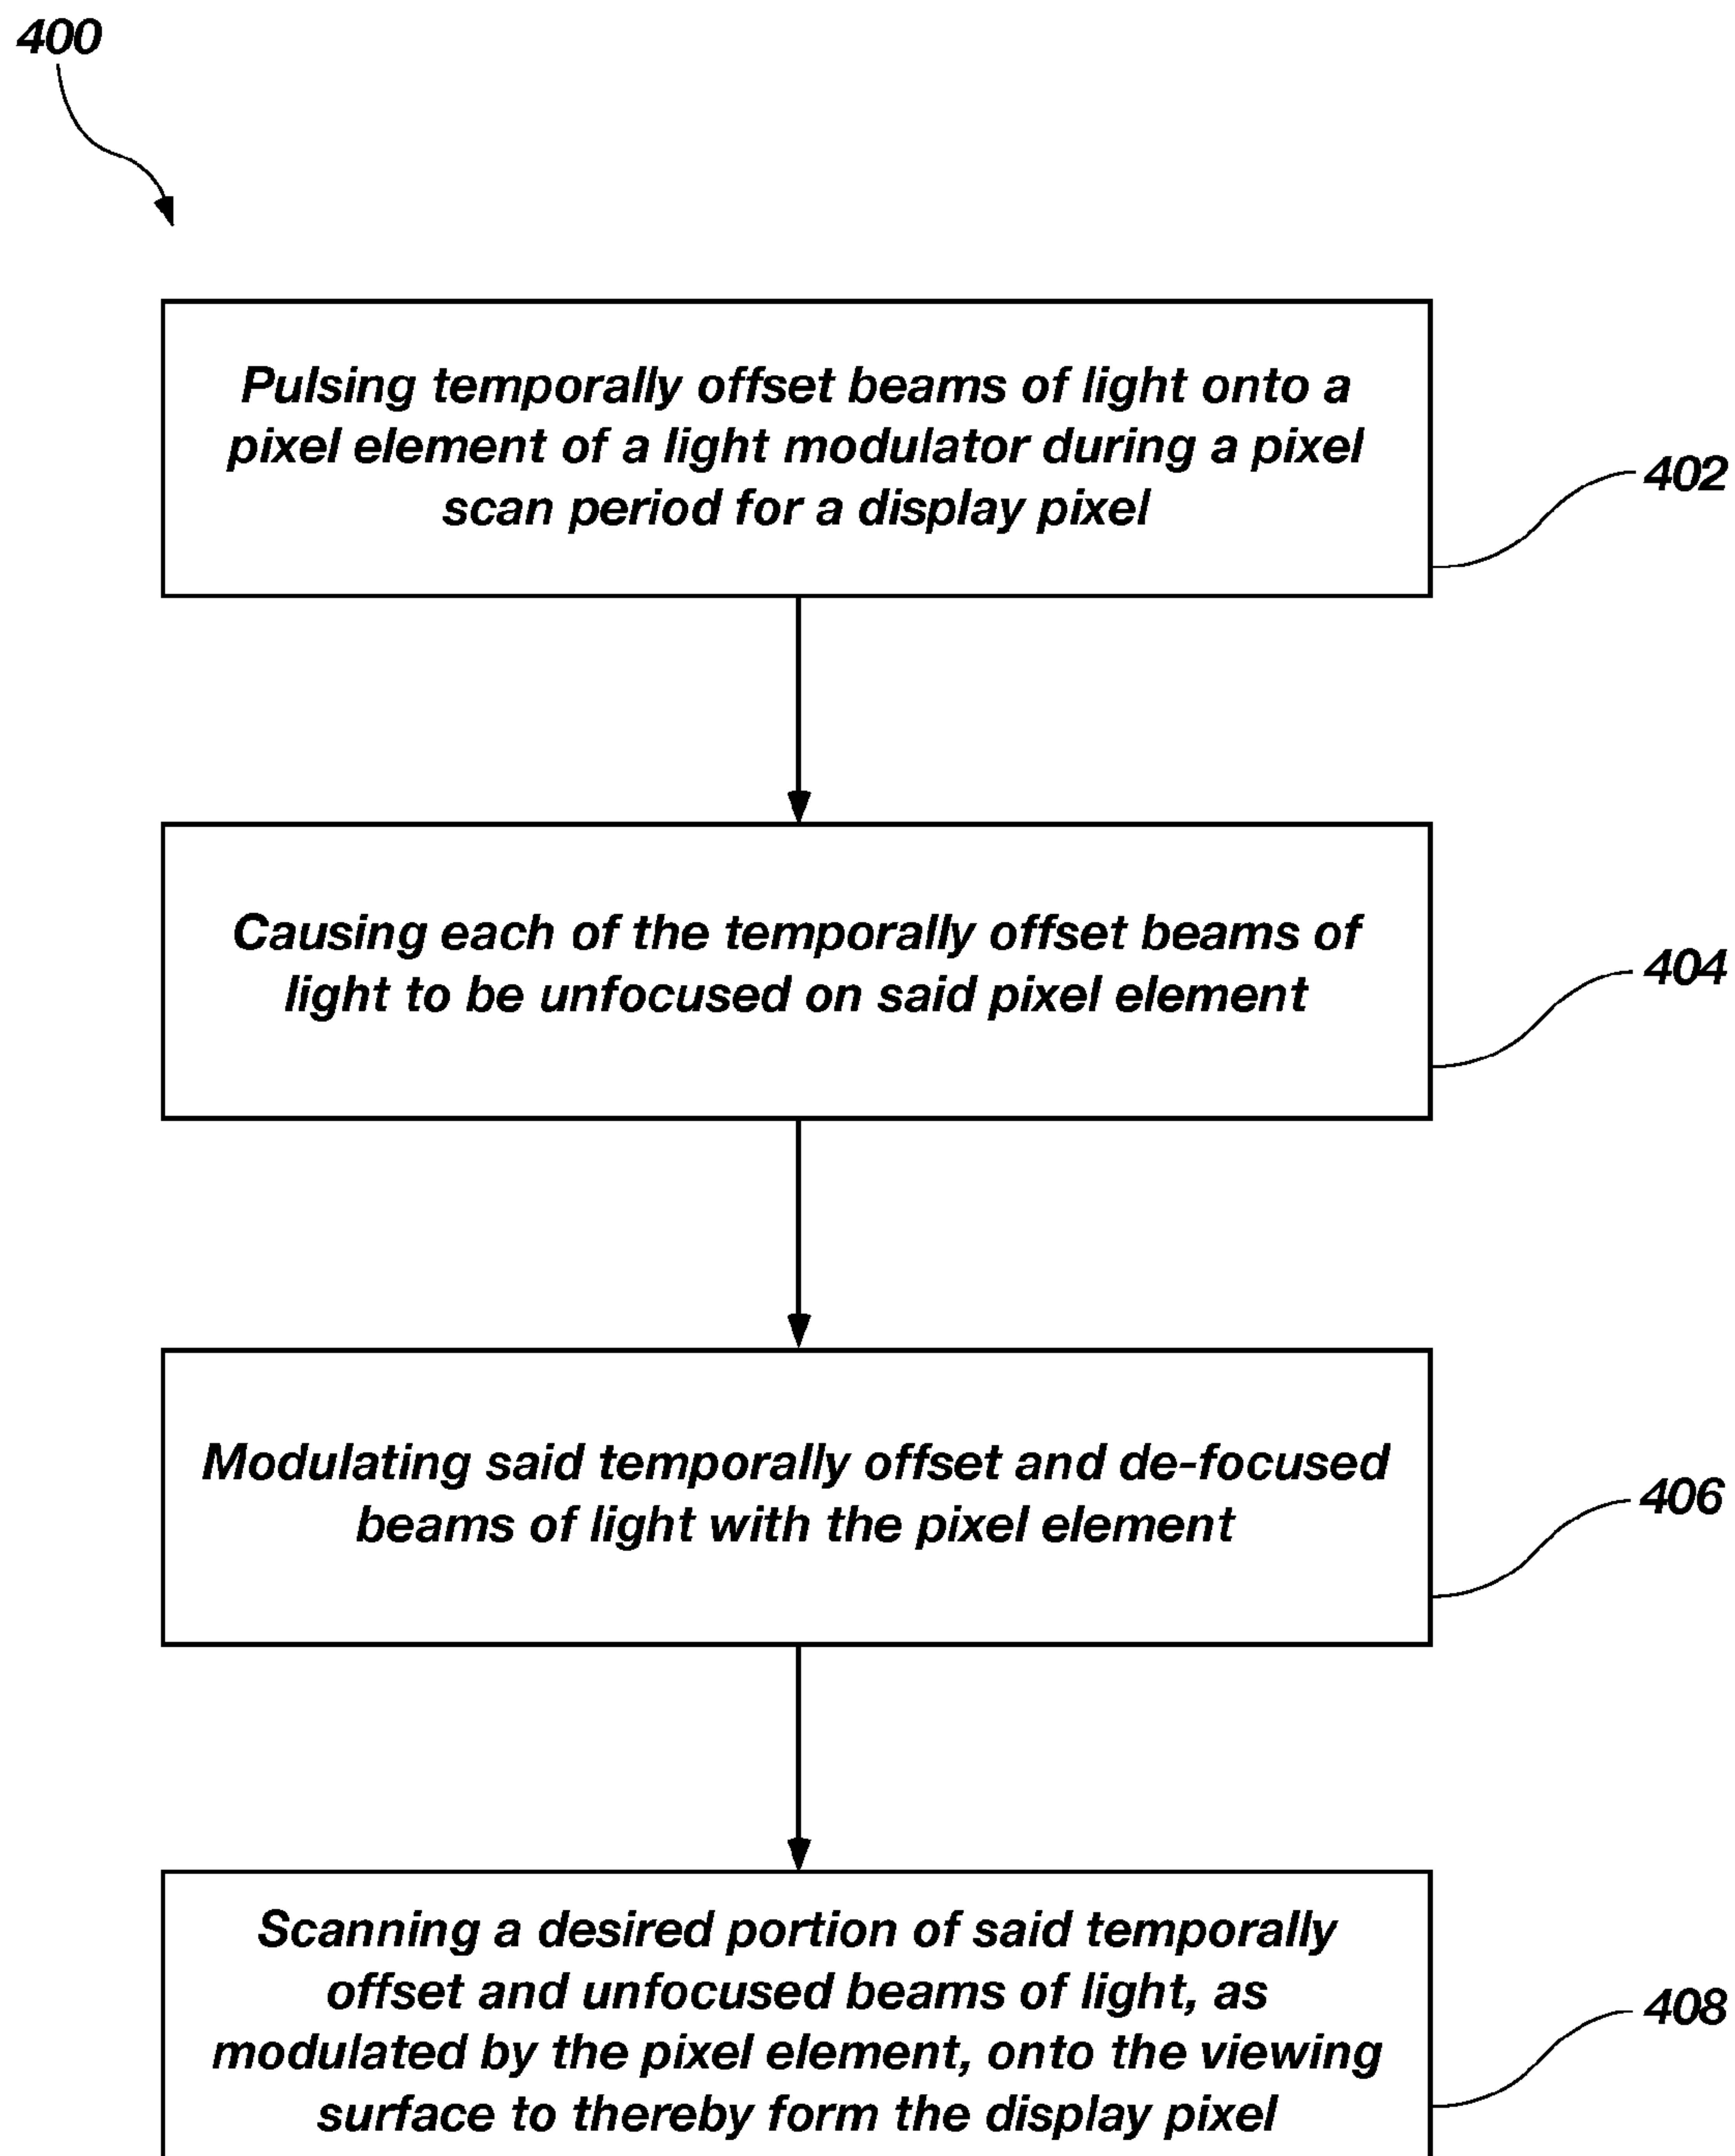 400
Pulsing temporally offset beams of light onto a
pixel element of a light modulator during a pixel
scan period for a display pixel
402
Causing each of the temporally offset beams of
light to be unfocused on said pixel element
404
Modulating said temporally offset and de-focused
beams of light with the pixel element
406
Scanning a desired portion of said temporally
offset and unfocused beams of light, as
modulated by the pixel element, onto the viewing
surface to thereby form the display pixel
408